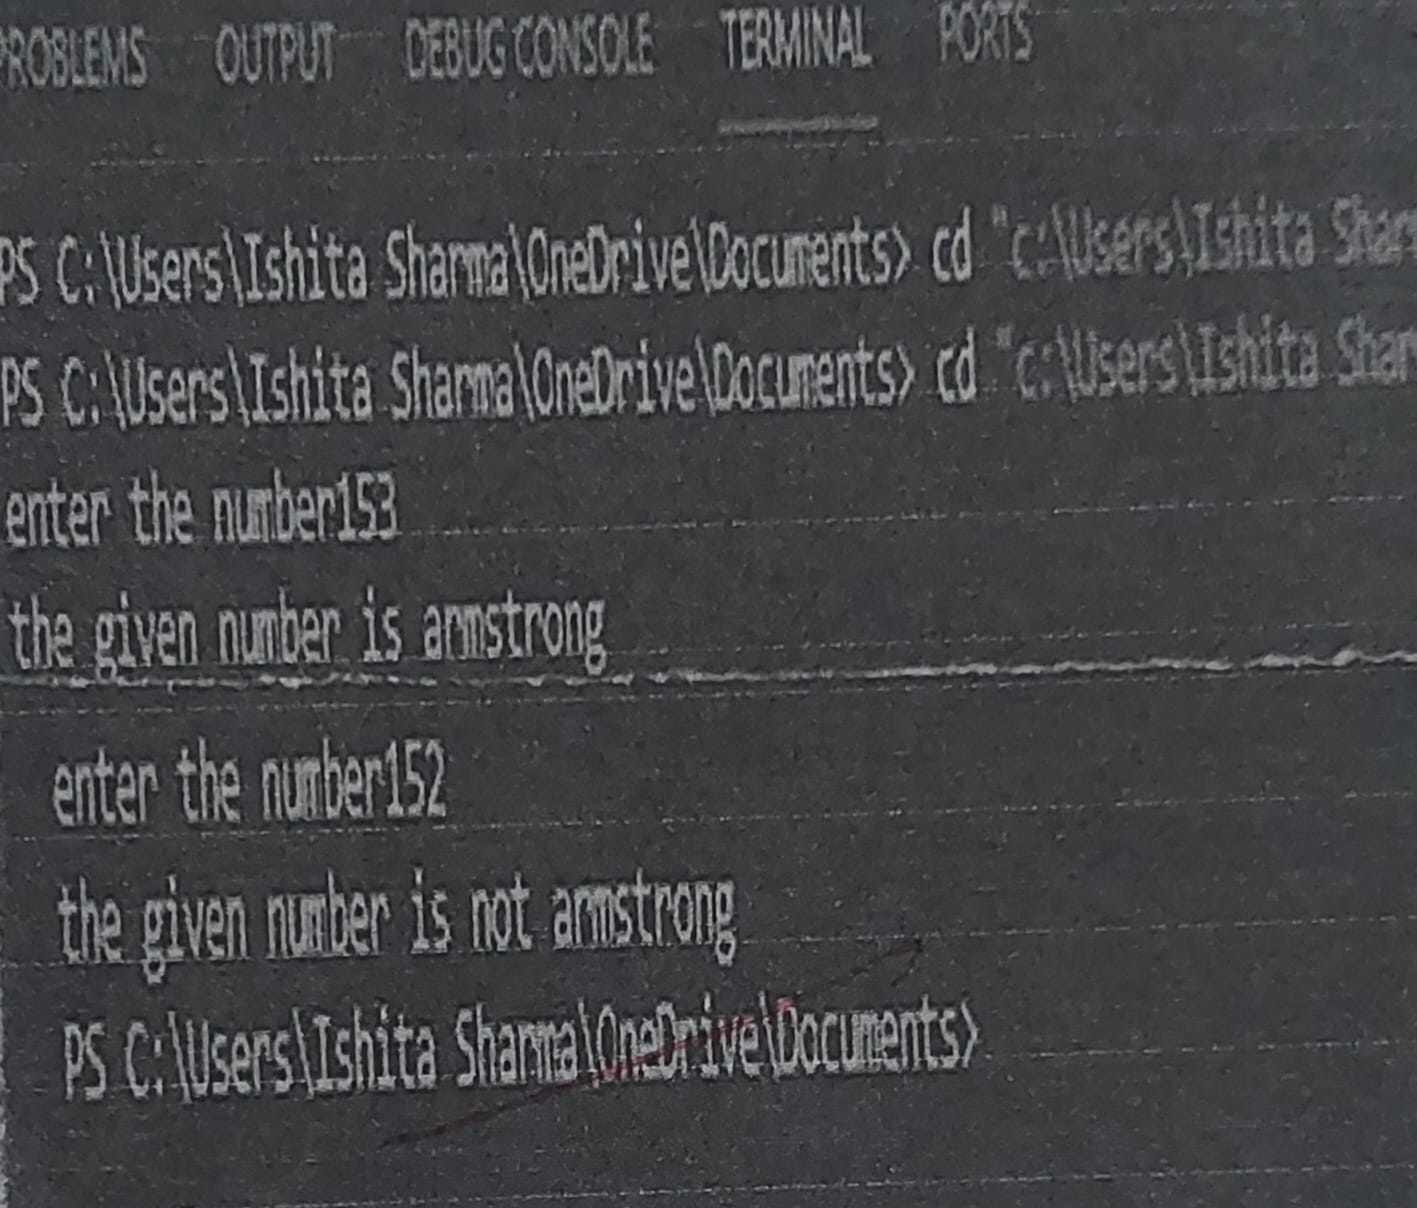 PROBLEMS OUTPUT DEBUG CONSOLE TERMINAL PORTS
PS C:\Users\Ishita Sharma\OneDrive\Documents> cd "c:\Users\Ishita Shar
PS C:\Users\Ishita Sharma\OneDrive\Documents> cd "c:\Users\Ishita Shar
enter the number153
the given number is armstrong
enter the number152
the given number is not armstrong
PS C:\Users\Ishita Sharma\OneDrive\Documents>